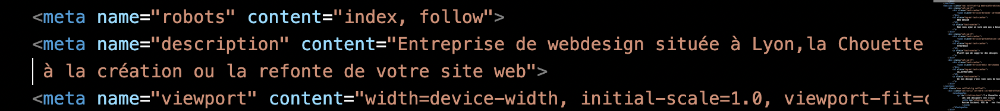 <meta name="robots" content="index, follow">
<meta name="description" content="Entreprise de webdesign située à Lyon,la Chouette
à la création ou la refonte de votre site web">
<meta name="viewport" content="width=device-width, initial-scale=1.0, viewport-fit=c